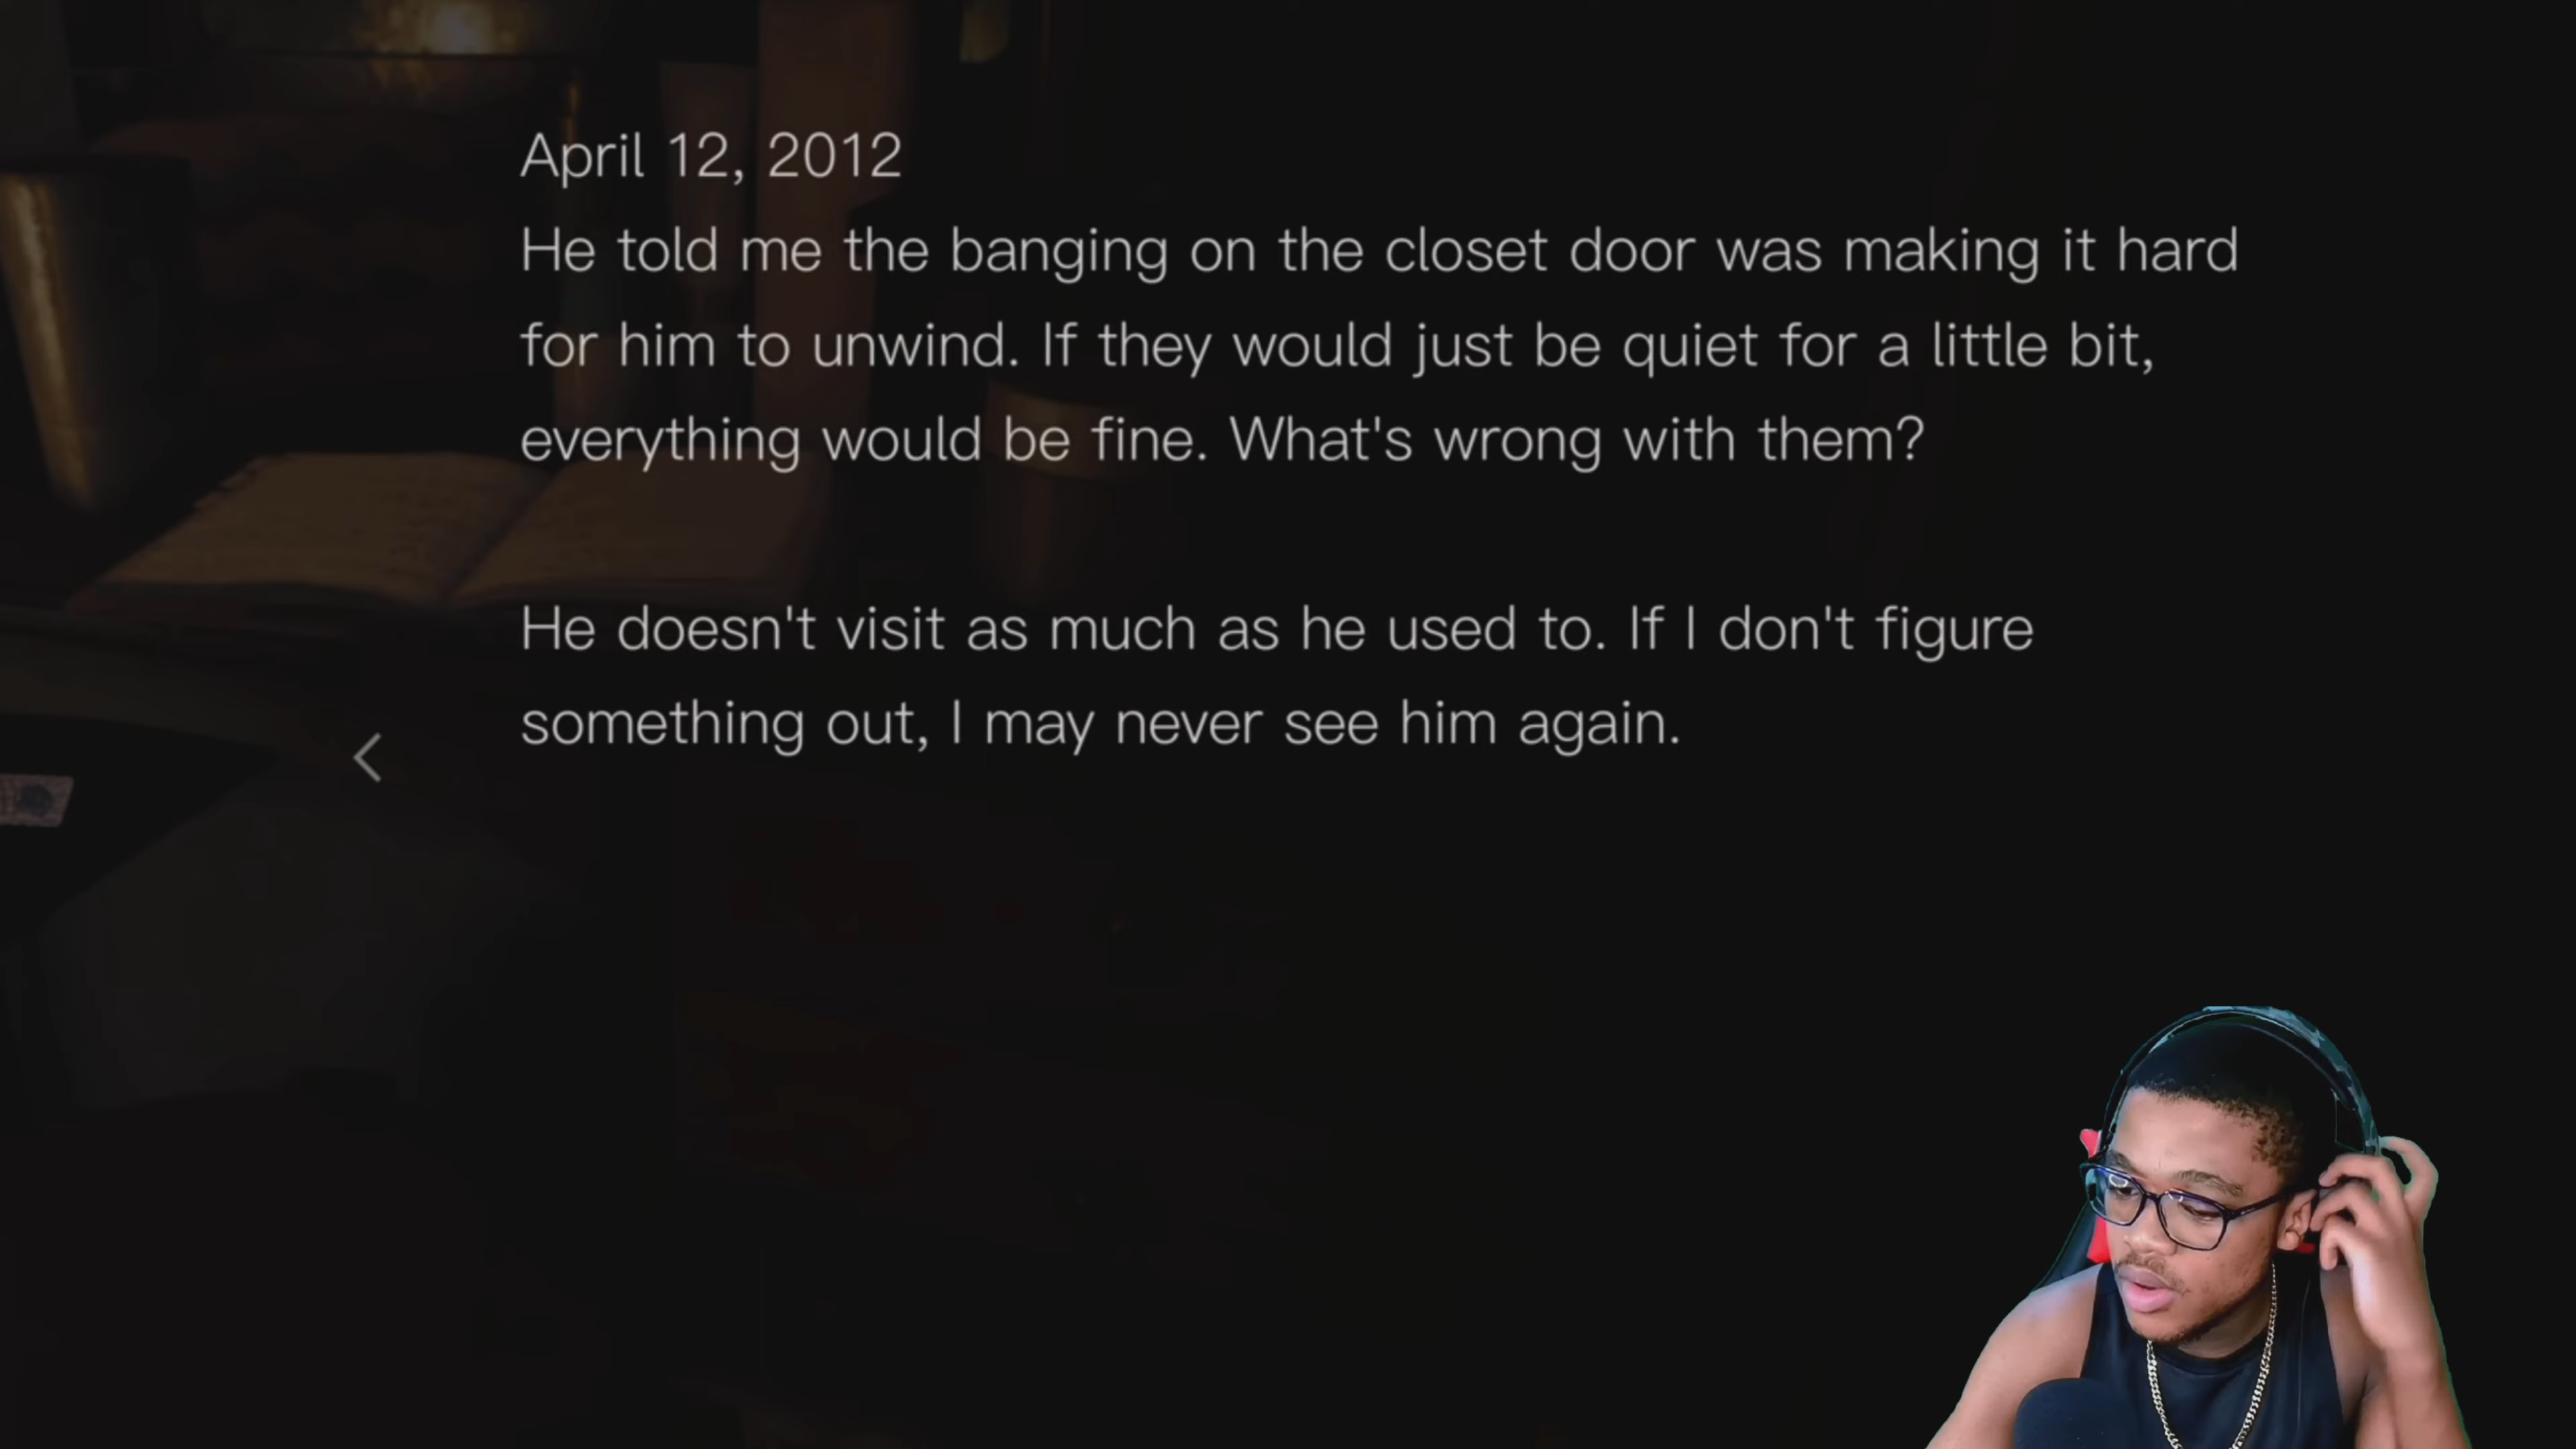 April 12, 2012
He told me the banging on the closet door was making it hard
for him to unwind. If they would just be quiet for a little bit,
everything would be fine. What's wrong with them?
He doesn't visit as much as he used to. If I don't figure
something out, I may never see him again.